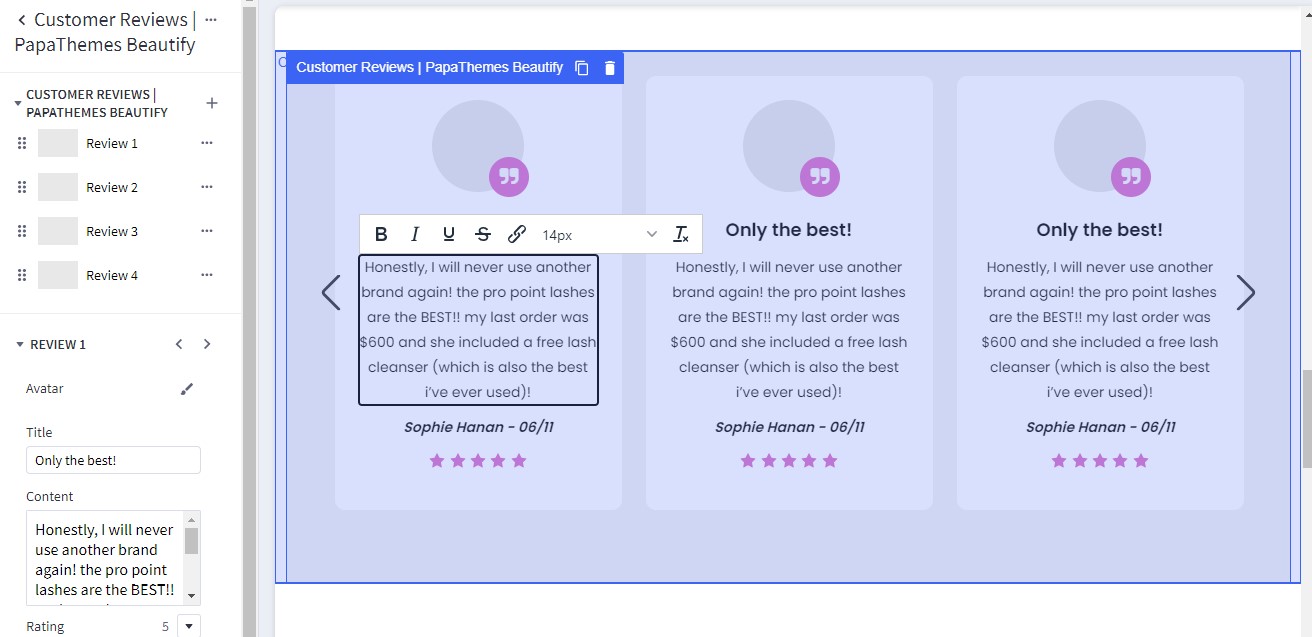 Customer Reviews |
PapaThemes Beautify
CUSTOMER REVIEWS |
PAPATHEMES BEAUTIFY
Review 1
Review 2
Review 3
Review 4
REVIEW 1
Avatar
Title
Only the best!
Content
Honestly, I will never
use another brand
again! the pro point
lashes are the BEST!!
Rating
5
Customer Reviews | PapaThemes Beautify
B I U S 14px
Honestly, I will never use another
brand again! the pro point lashes
are the BEST!! my last order was
$600 and she included a free lash
cleanser (which is also the best
i’ve ever used)!
Sophie Hanan - 06/11
Only the best!
Honestly, I will never use another
brand again! the pro point lashes
are the BEST!! my last order was
$600 and she included a free lash
cleanser (which is also the best
i’ve ever used)!
Sophie Hanan - 06/11
Only the best!
Honestly, I will never use another
brand again! the pro point lashes
are the BEST!! my last order was
$600 and she included a free lash
cleanser (which is also the best
i’ve ever used)!
Sophie Hanan - 06/11